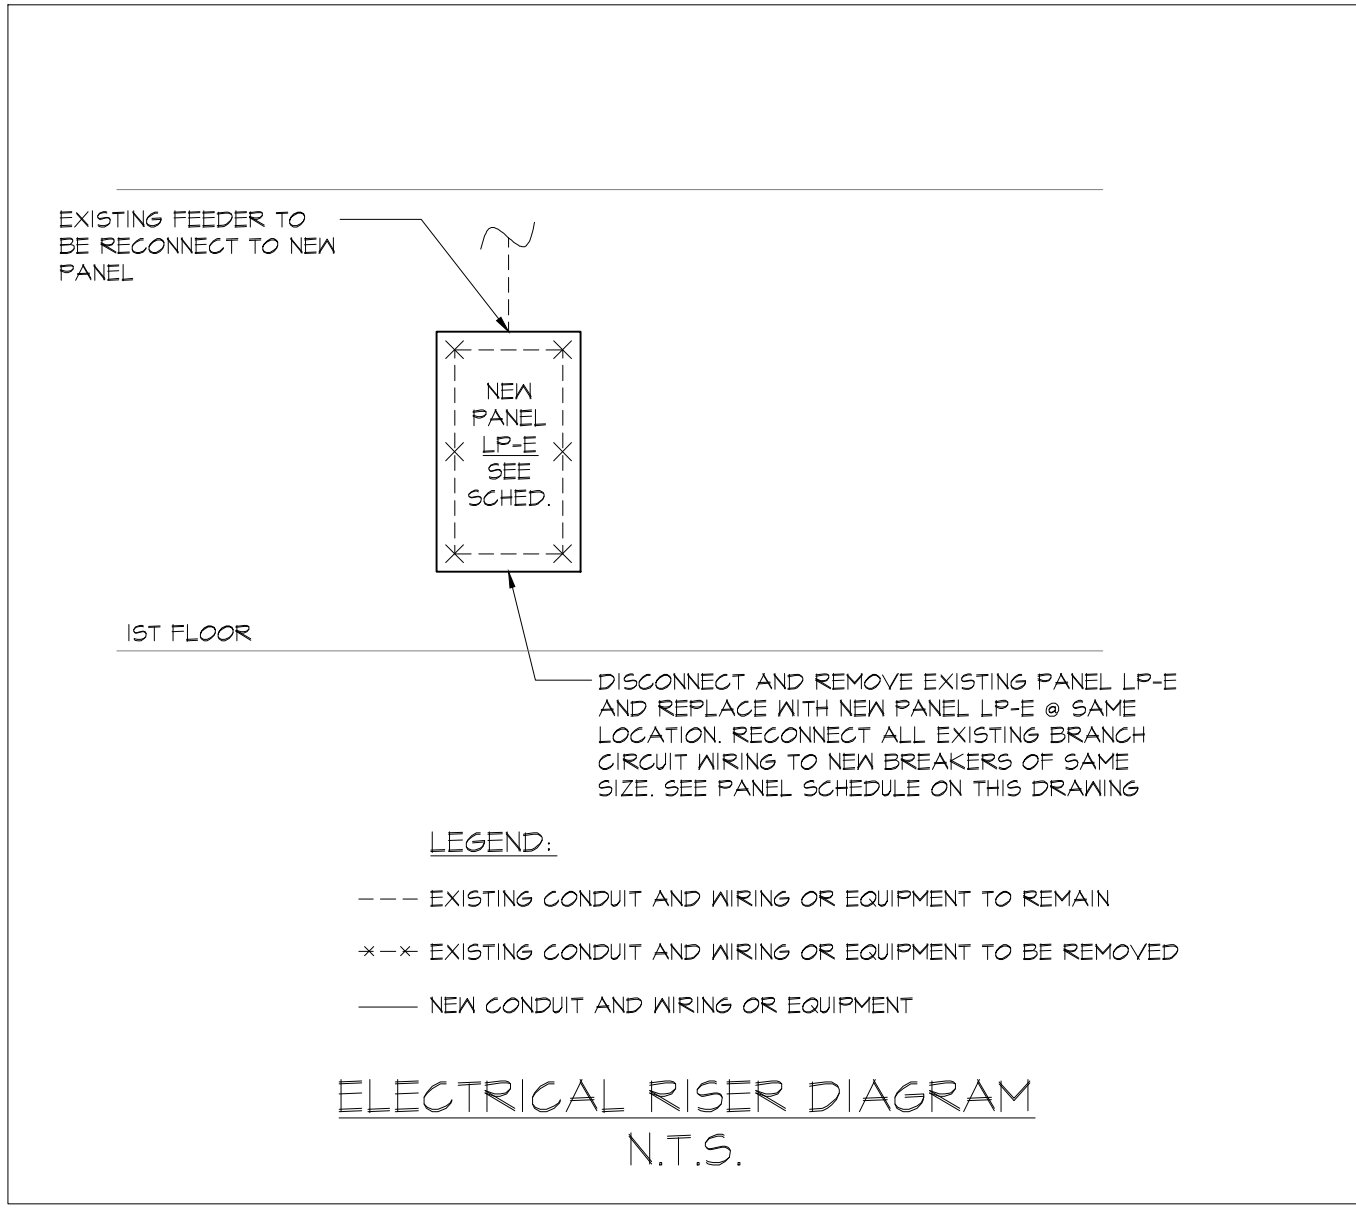 EXISTING FEEDER TO
BE RECONNECT TO NEW
PANEL
NEW
PANEL
LP-E
SEE
SCHED.
1ST FLOOR
DISCONNECT AND REMOVE EXISTING PANEL LP-E
AND REPLACE WITH NEW PANEL LP-E @ SAME
LOCATION. RECONNECT ALL EXISTING BRANCH
CIRCUIT WIRING TO NEW BREAKERS OF SAME
SIZE. SEE PANEL SCHEDULE ON THIS DRAWING
LEGEND:
EXISTING CONDUIT AND WIRING OR EQUIPMENT TO REMAIN
EXISTING CONDUIT AND WIRING OR EQUIPMENT TO BE REMOVED
NEW CONDUIT AND WIRING OR EQUIPMENT
ELECTRICAL RISER DIAGRAM
N.T.S.